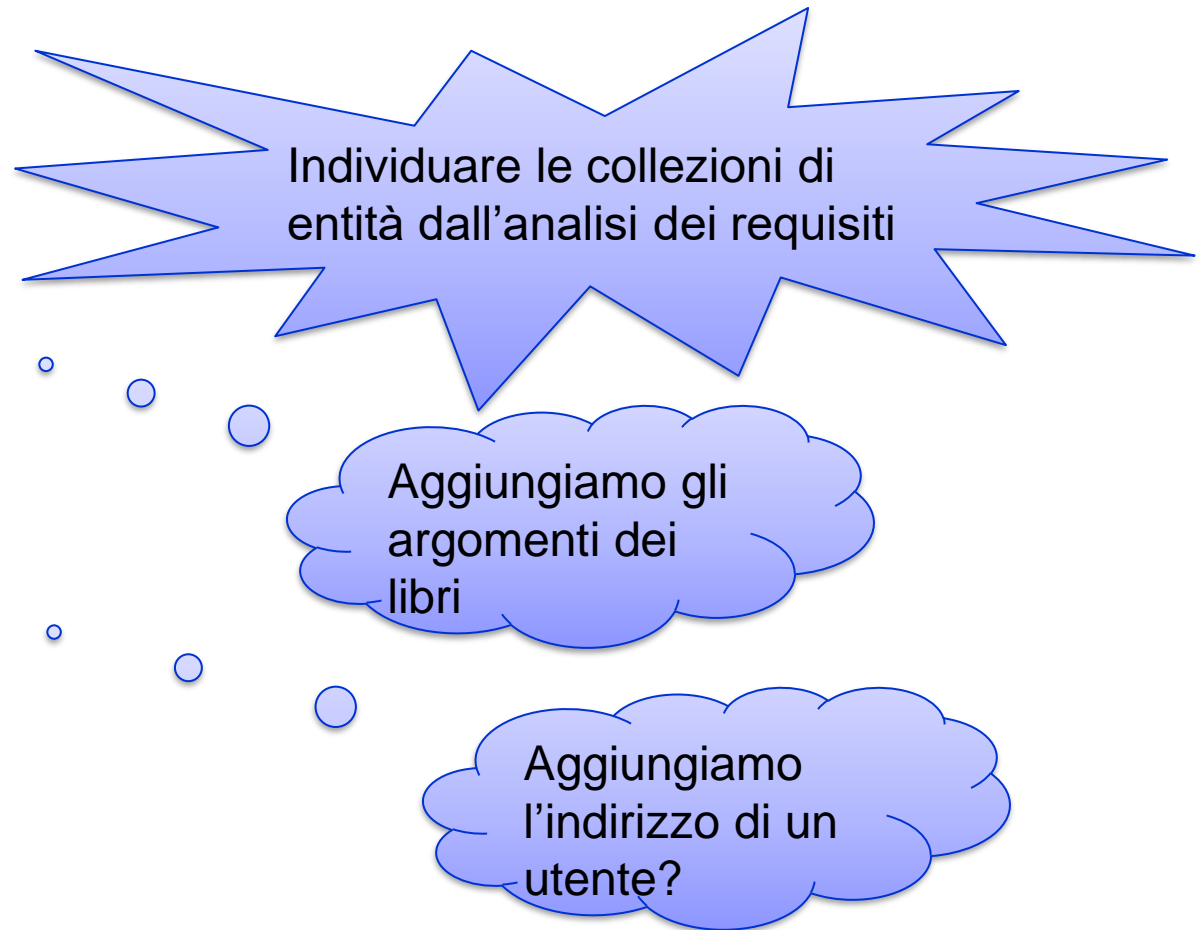 Individuare le collezioni di
entità dall’analisi dei requisiti
Aggiungiamo gli
argomenti dei
libri
Aggiungiamo
l’indirizzo di un
utente?